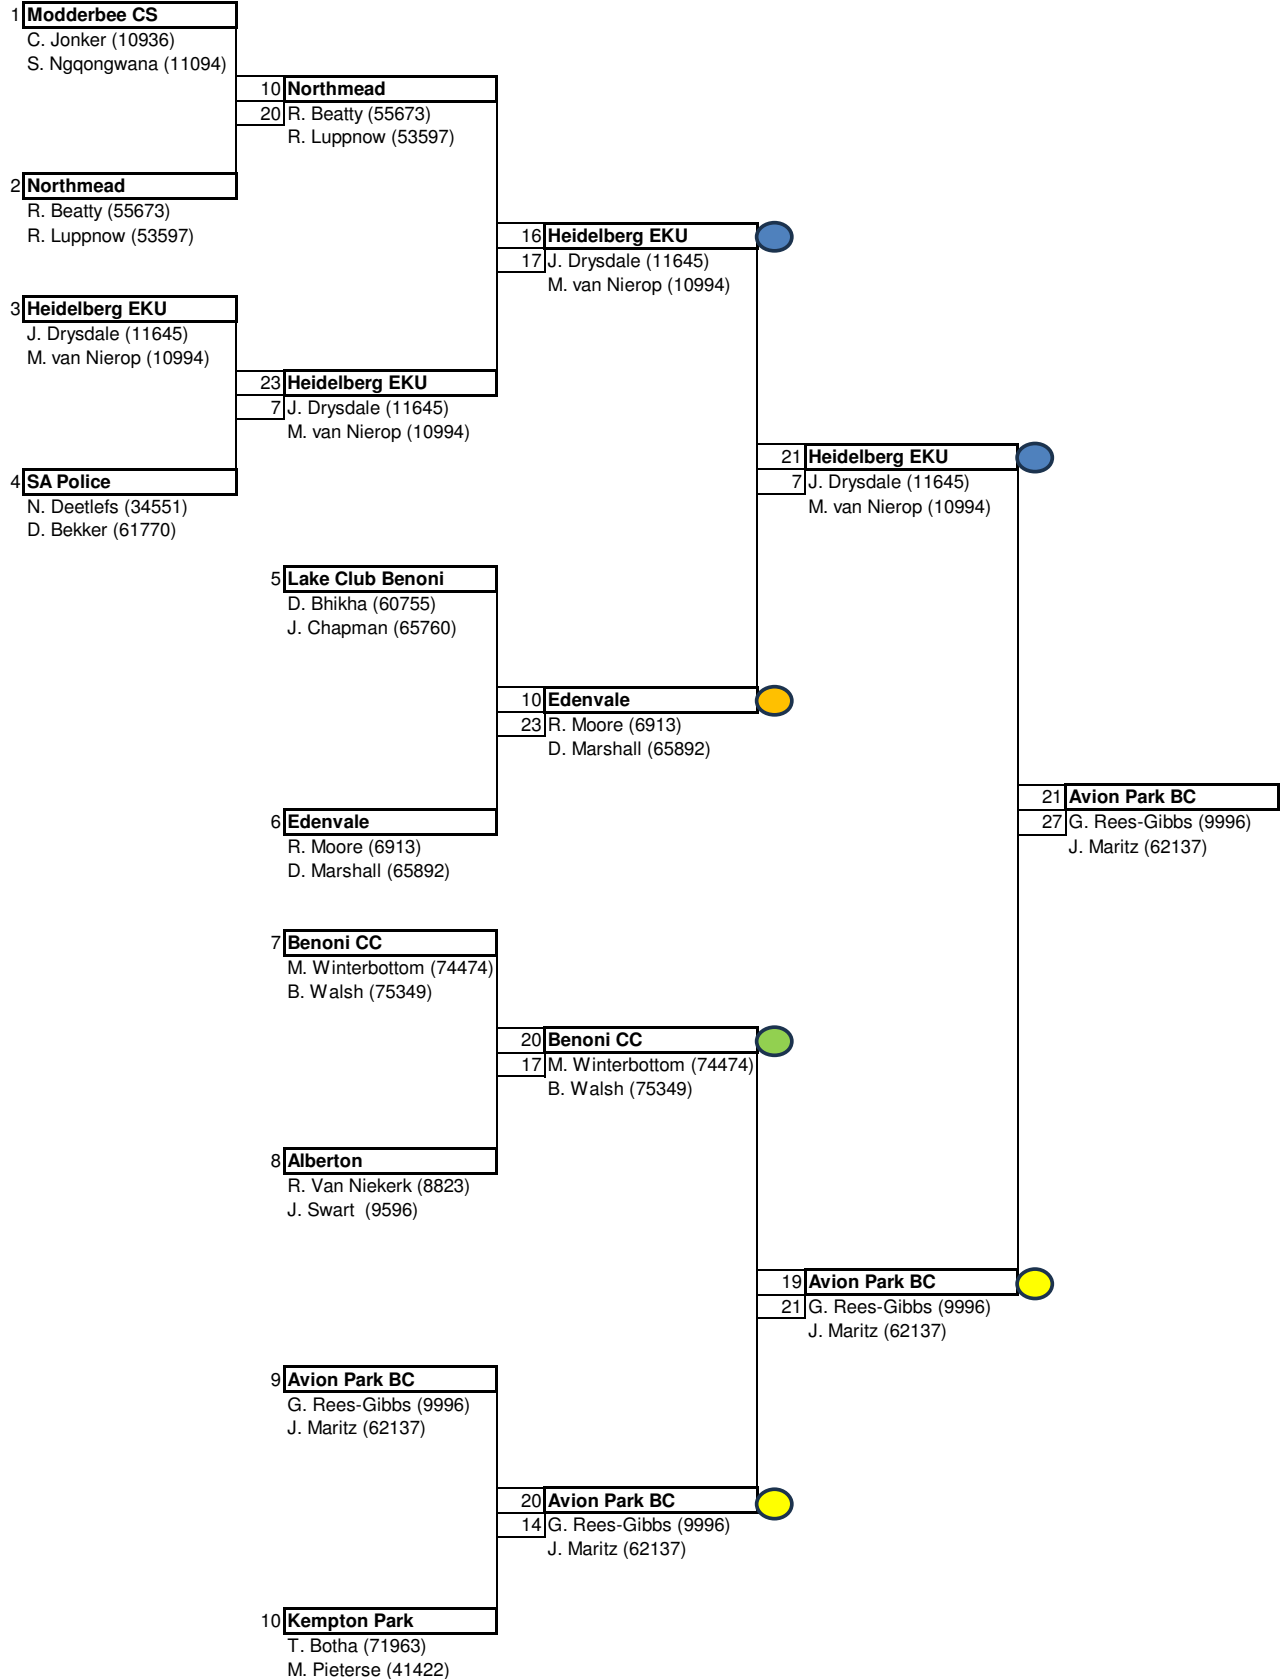 1 Modderbee CS
C. Jonker (10936)
S. Ngqongwana (11094)
10 Northmead
20 R. Beatty (55673)
R. Luppnow (53597)
2 Northmead
R. Beatty (55673)
R. Luppnow (53597)
16 Heidelberg EKU
17 J. Drysdale (11645)
M. van Nierop (10994)
3 Heidelberg EKU
J. Drysdale (11645)
M. van Nierop (10994)
23 Heidelberg EKU
7 J. Drysdale (11645)
M. van Nierop (10994)
21 Heidelberg EKU
7 J. Drysdale (11645)
M. van Nierop (10994)
4 SA Police
N. Deetlefs (34551)
D. Bekker (61770)
5 Lake Club Benoni
D. Bhikha (60755)
J. Chapman (65760)
10 Edenvale
23 R. Moore (6913)
D. Marshall (65892)
21 Avion Park BC
27 G. Rees-Gibbs (9996)
J. Maritz (62137)
6 Edenvale
R. Moore (6913)
D. Marshall (65892)
7 Benoni CC
M. Winterbottom (74474)
B. Walsh (75349)
20 Benoni CC
17 M. Winterbottom (74474)
B. Walsh (75349)
8 Alberton
R. Van Niekerk (8823)
J. Swart (9596)
19 Avion Park BC
21 G. Rees-Gibbs (9996)
J. Maritz (62137)
9 Avion Park BC
G. Rees-Gibbs (9996)
J. Maritz (62137)
20 Avion Park BC
14 G. Rees-Gibbs (9996)
J. Maritz (62137)
10 Kempton Park
T. Botha (71963)
M. Pieterse (41422)